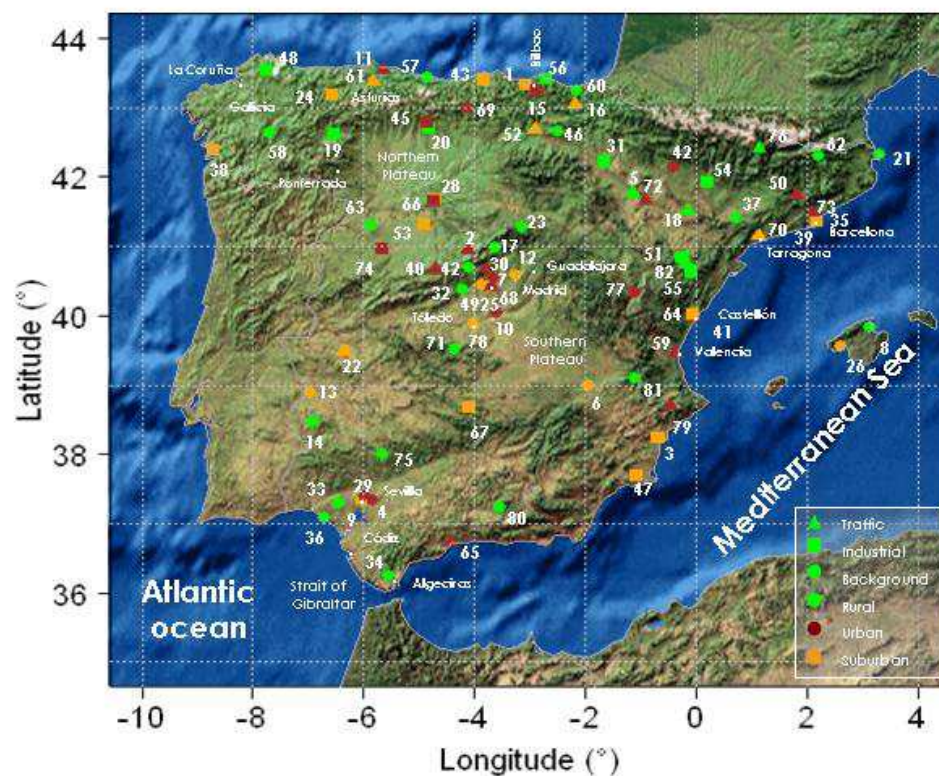 44
42
40
38
36
Latitude (°)
-10
-8
-6
-4
-2
0
2
4
Longitude (°)
La Coruña
48
11
57
43
1
Bilbao
56
60
61
24
Asturias
Galicia
15
16
69
45
52
46
38
58
19
20
Northern
Plateau
Ponferrada
31
42
76
62
21
54
5
72
50
28
66
63
53
23
18
37
73
35
39
Barcelona
70
Tarragona
2
17
12
51
74
40
42
30
7
Guadalajara
82
32
49
25
68
Madrid
77
55
Toledo
10
64
Castellón
41
71
78
Southern
Plateau
59
Valencia
8
26
22
13
6
81
14
67
79
3
75
47
33
29
Sevilla
4
9
36
Cádiz
80
34
65
Algeciras
Strait of
Gibraltar
Atlantic
ocean
Mediterranean Sea
Traffic
Industrial
Background
Rural
Urban
Suburban